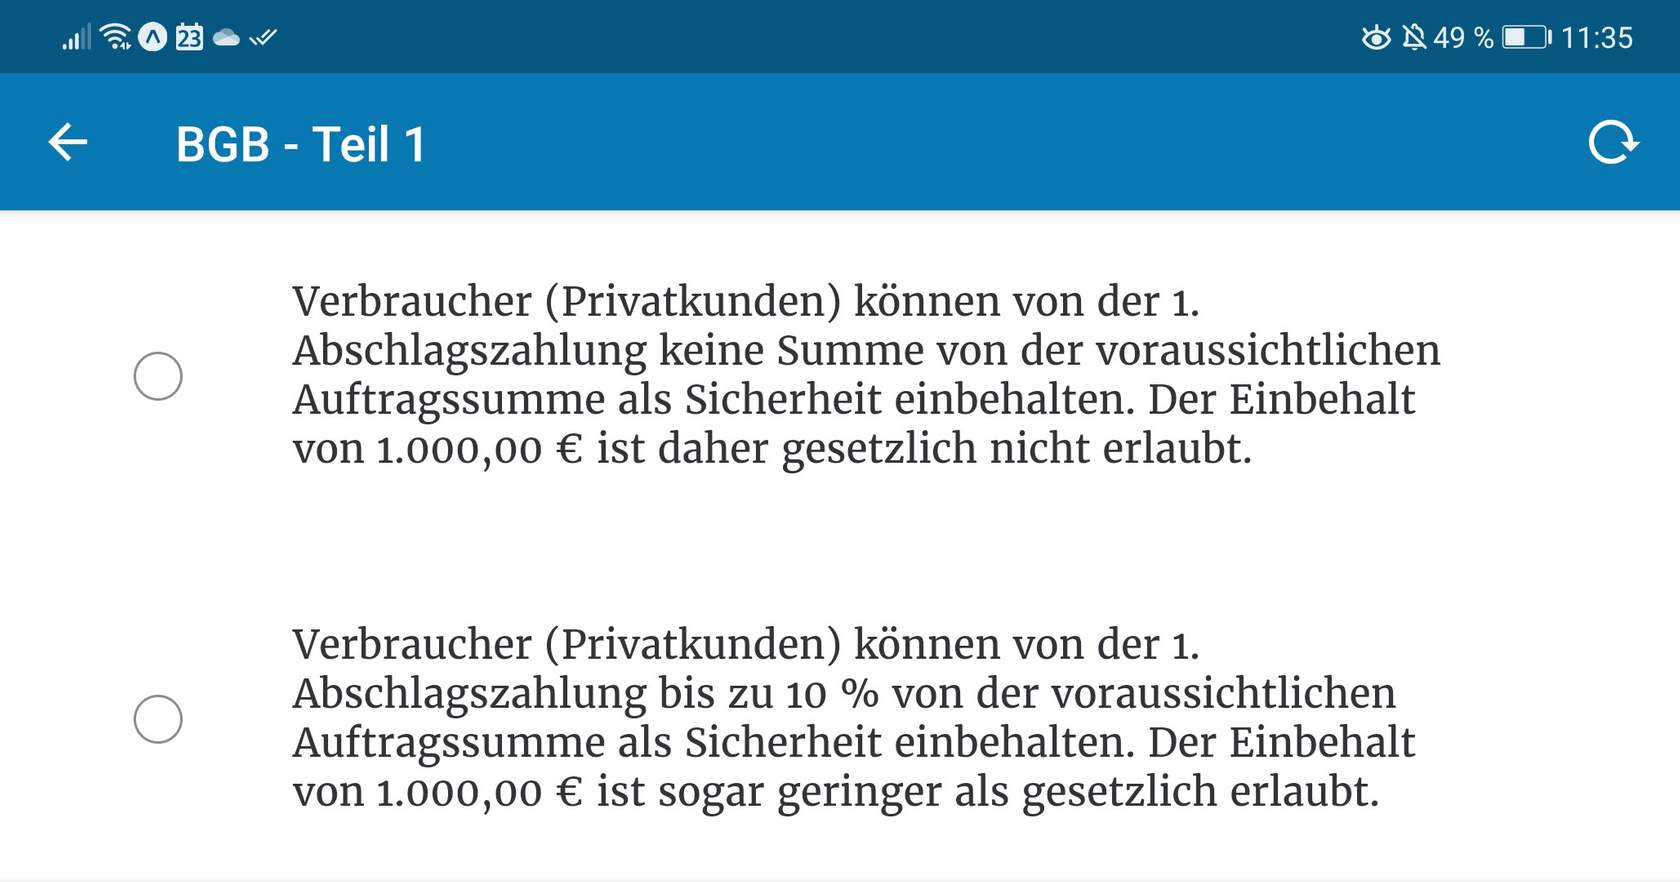 23 49 % 11:35
BGB - Teil 1
Verbraucher (Privatkunden) können von der 1.
Abschlagszahlung keine Summe von der voraussichtlichen
Auftragssumme als Sicherheit einbehalten. Der Einbehalt
von 1.000,00 € ist daher gesetzlich nicht erlaubt.
Verbraucher (Privatkunden) können von der 1.
Abschlagszahlung bis zu 10 % von der voraussichtlichen
Auftragssumme als Sicherheit einbehalten. Der Einbehalt
von 1.000,00 € ist sogar geringer als gesetzlich erlaubt.